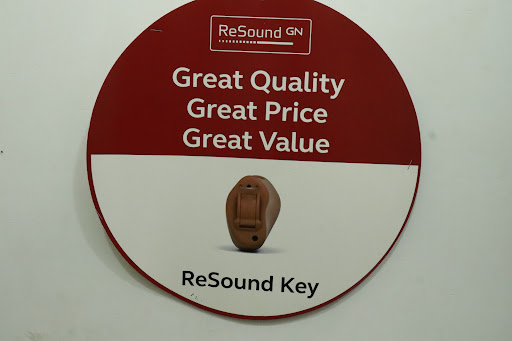 ReSound GN
Great Quality
Great Price
Great Value
ReSound Key